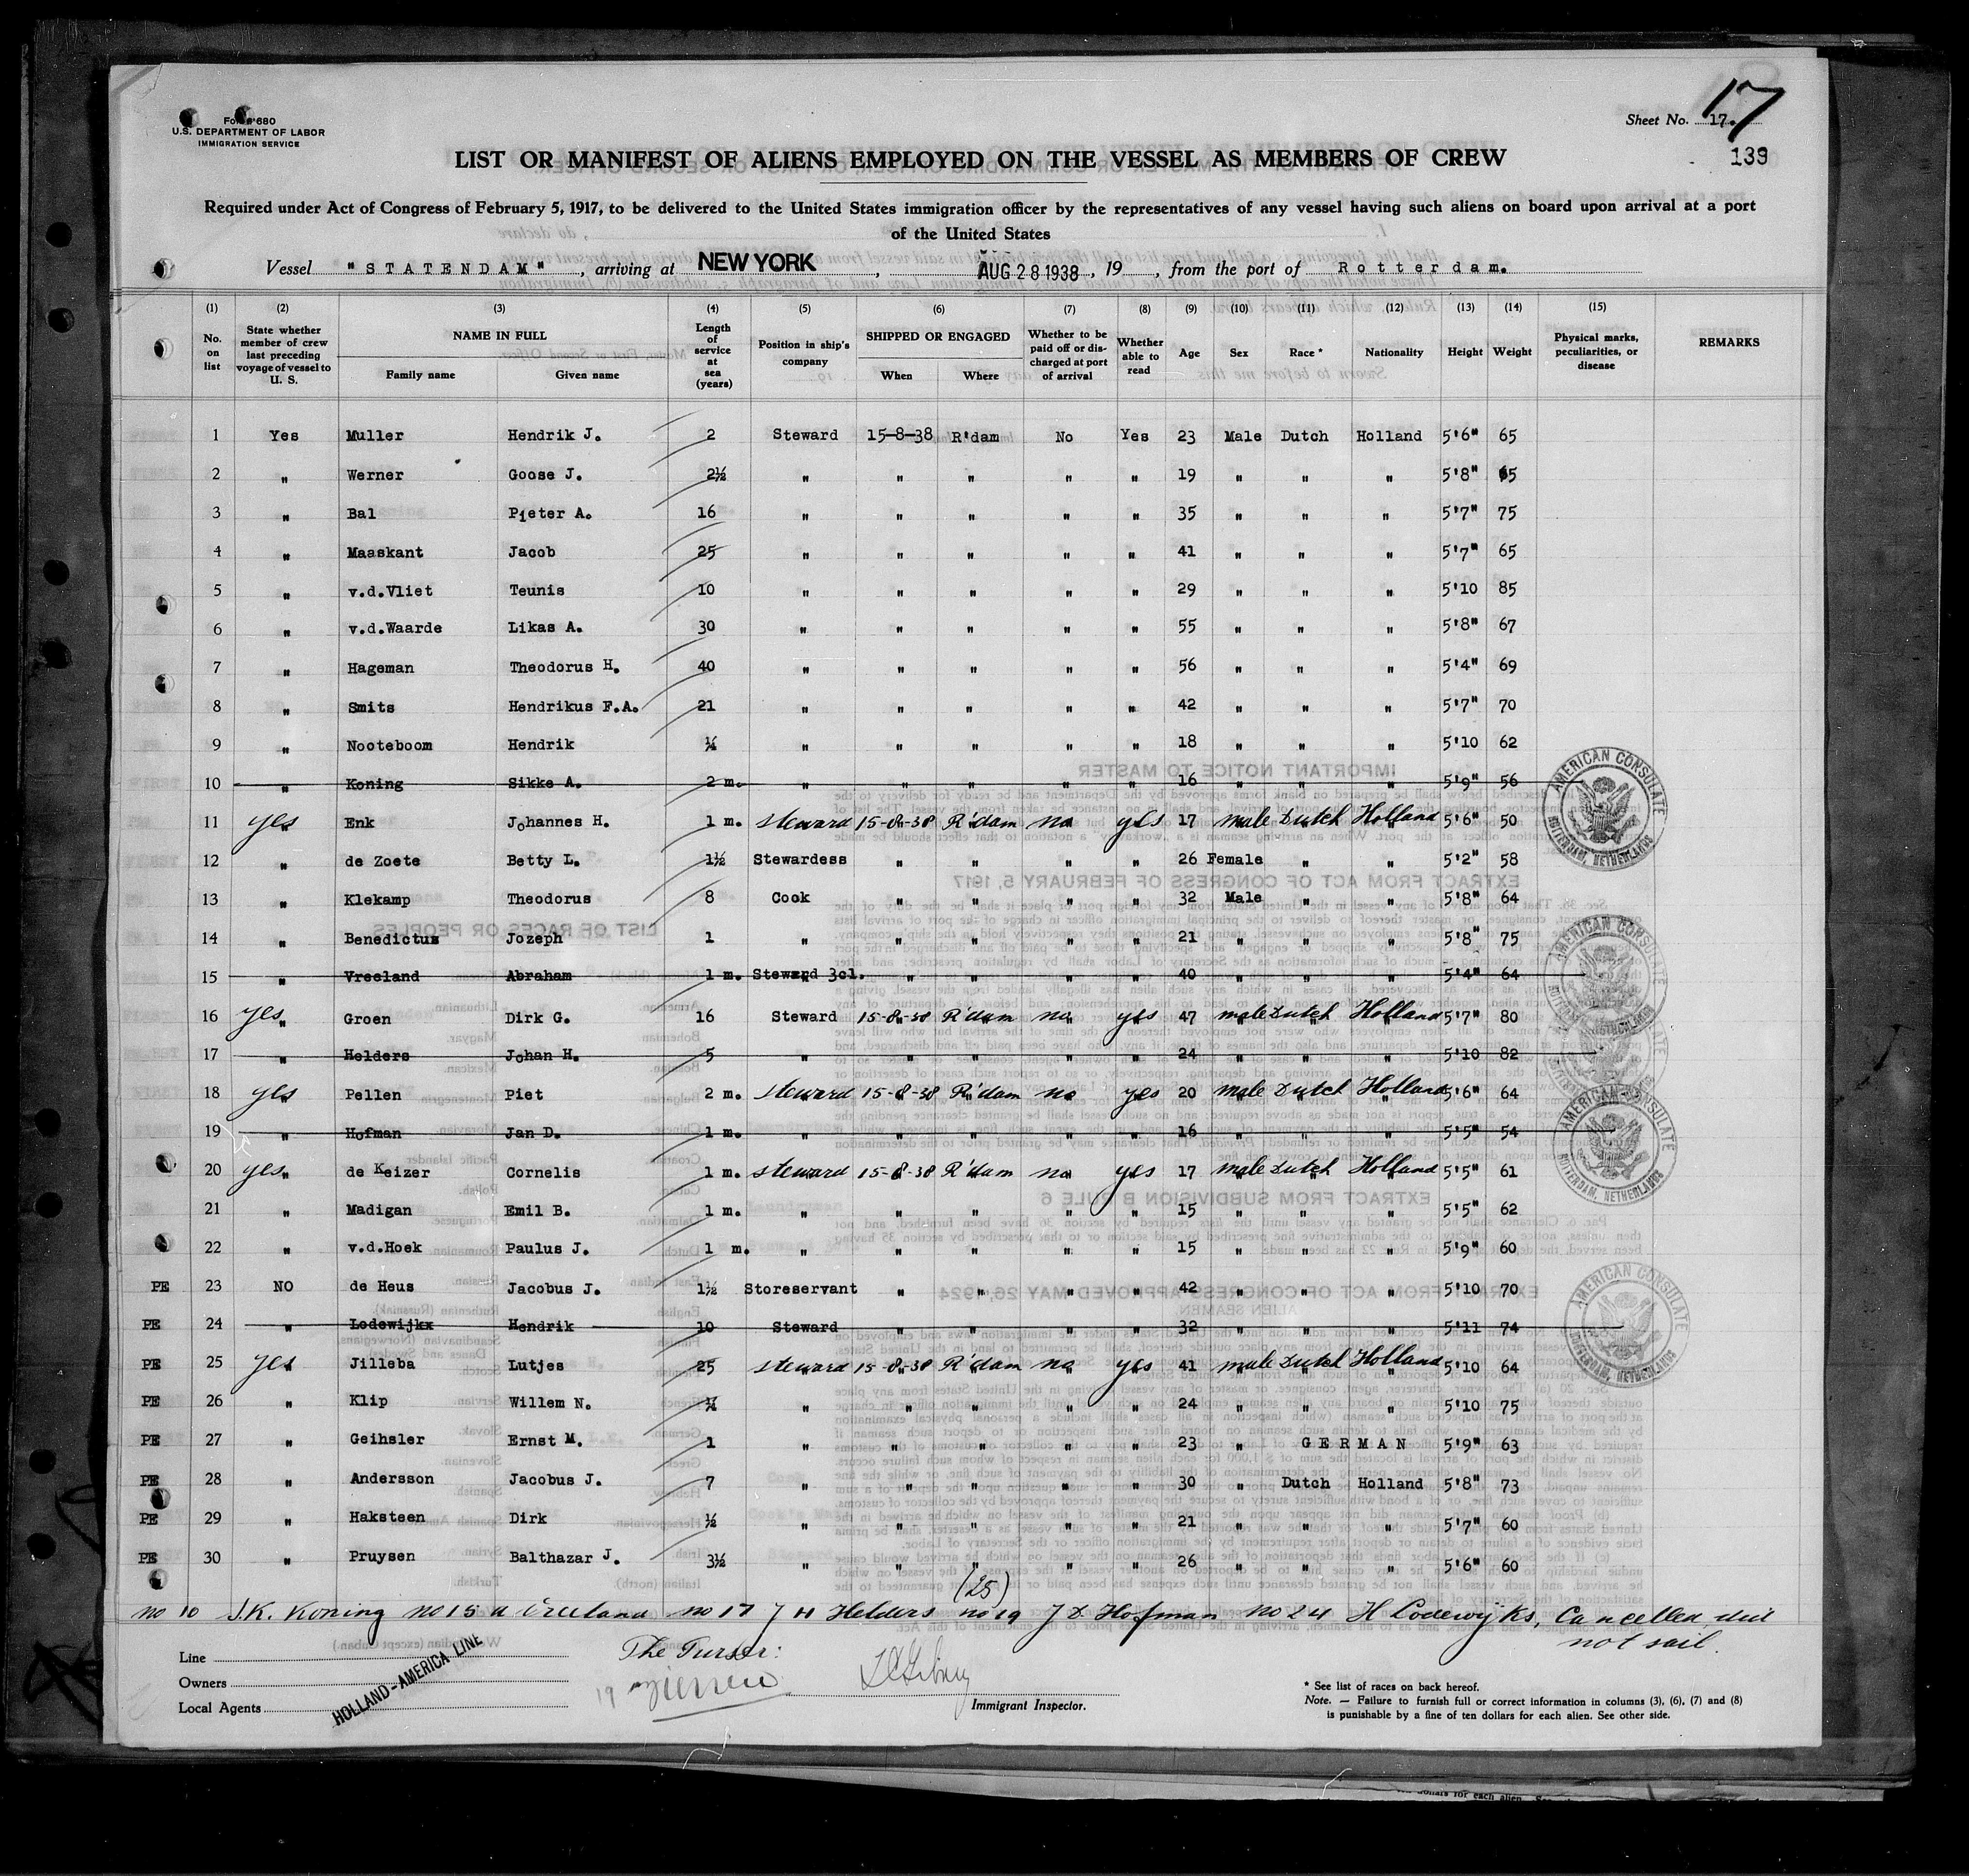 17
Form 680
U.S. DEPARTMENT OF LABOR
IMMIGRATION SERVICE
Sheet No. 17.
139
LIST OR MANIFEST OF ALIENS EMPLOYED ON THE VESSEL AS MEMBERS OF CREW
Required under Act of Congress of February 5, 1917, to be delivered to the United States immigration officer by the representatives of any vessel having such aliens on board upon arrival at a port
of the United States
Vessel "STATENDAM", arriving at NEW YORK, AUG 28 1938, 19, from the port of Rotterdam.
(1) (2) (3) (4) (5) (6) (7) (8) (9) (10) (11) (12) (13) (14) (15)
No. on list State whether member of crew last preceding voyage of vessel to U. S. NAME IN FULL Family name Given name Length of service at sea (years) Position in ship's company SHIPPED OR ENGAGED When Where Whether to be paid off or discharged at port of arrival Whether able to read Age Sex Race * Nationality Height Weight Physical marks, peculiarities, or disease REMARKS
1 Yes Muller Hendrik J. 2 Steward 15-8-38 R'dam No Yes 23 Male Dutch Holland 5'6" 65
2 " Werner Goose J. 2½ " " " " " 19 " " " 5'8" 65
3 " Bal Pieter A. 16 " " " " " 35 " " " 5'7" 75
4 " Maaskant Jacob 25 " " " " " 41 " " " 5'7" 65
5 " v.d.Vliet Teunis 10 " " " " " 29 " " " 5'10 85
6 " v.d.Waarde Likas A. 30 " " " " " 55 " " " 5'8" 67
7 " Hageman Theodorus H. 40 " " " " " 56 " " " 5'4" 69
8 " Smits Hendrikus F.A. 21 " " " " " 42 " " " 5'7" 70
9 " Nooteboom Hendrik ¼ " " " " " 18 " " " 5'10 62
10 " Koning Sikke A. 2 m. " " " " " 16 " " " 5'9" 56
11 yes " Enk Johannes H. 1 m. steward 15-8-38 R'dam no yes 17 male Dutch Holland 5'6" 50
12 " de Zoete Betty L. 1½ Stewardess " " " " 26 Female " " 5'2" 58
13 " Klekamp Theodorus 8 Cook " " " " 32 Male " " 5'8" 64
14 " Benedictus Jozeph 1 " " " " " 21 " " " 5'8" 75
15 " Vreeland Abraham 1 m. Steward 3cl. " " " " 40 " " " 5'4" 64
16 yes " Groen Dirk G. 16 Steward 15-8-38 R'dam no yes 47 male Dutch Holland 5'7" 80
17 " Helders Johan H. 5 " " " " " 24 " " " 5'10 82
18 yes Pellen Piet 2 m. steward 15-8-38 R'dam no yes 20 male Dutch Holland 5'6" 64
19 " Hofman Jan D. 1 m. " " " " " 16 " " " 5'5" 54
20 yes " de Keizer Cornelis 1 m. steward 15-8-38 R'dam no yes 17 male Dutch Holland 5'5" 61
21 " Madigan Emil B. 1 m. " " " " " 15 " " " 5'5" 62
22 " v.d.Hoek Paulus J. 1 m. " " " " " 15 " " " 5'9" 60
PE 23 NO de Heus Jacobus J. 1½ Storeservant " " " " 42 " " " 5'10 70
PE 24 " Lodewijkx Hendrik 10 Steward " " " " 32 " " " 5'11 74
PE 25 yes Jilleba Lutjes 25 steward 15-8-38 R'dam no yes 41 male Dutch Holland 5'10 64
PE 26 " Klip Willem N. ¼ " " " " " 24 " " " 5'10 75
PE 27 " Geihsler Ernst M. 1 " " " " " 23 " GERMAN 5'9" 63
PE 28 " Andersson Jacobus J. 7 " " " " " 30 " Dutch Holland 5'8" 73
PE 29 " Haksteen Dirk ½ " " " " " 21 " " " 5'7" 60
PE 30 " Pruysen Balthazar J. 3½ " " " " " 26 " " " 5'6" 60
(25)
no 10 S.K. Koning no 15 a Vreeland no 17 J H Helders no 19 J D. Hofman no 24 H Lodewijks, Cancelled, did
not sail.
AMERICAN CONSULATE
ROTTERDAM, NETHERLANDS
AMERICAN CONSULATE
AMERICAN CONSULATE
ROTTERDAM, NETHERLANDS
AMERICAN CONSULATE
ROTTERDAM, NETHERLANDS
Line
Owners
Local Agents
HOLLAND-AMERICA LINE
The Purser:
19
Immigrant Inspector.
* See list of races on back hereof.
Note. — Failure to furnish full or correct information in columns (3), (6), (7) and (8)
is punishable by a fine of ten dollars for each alien. See other side.